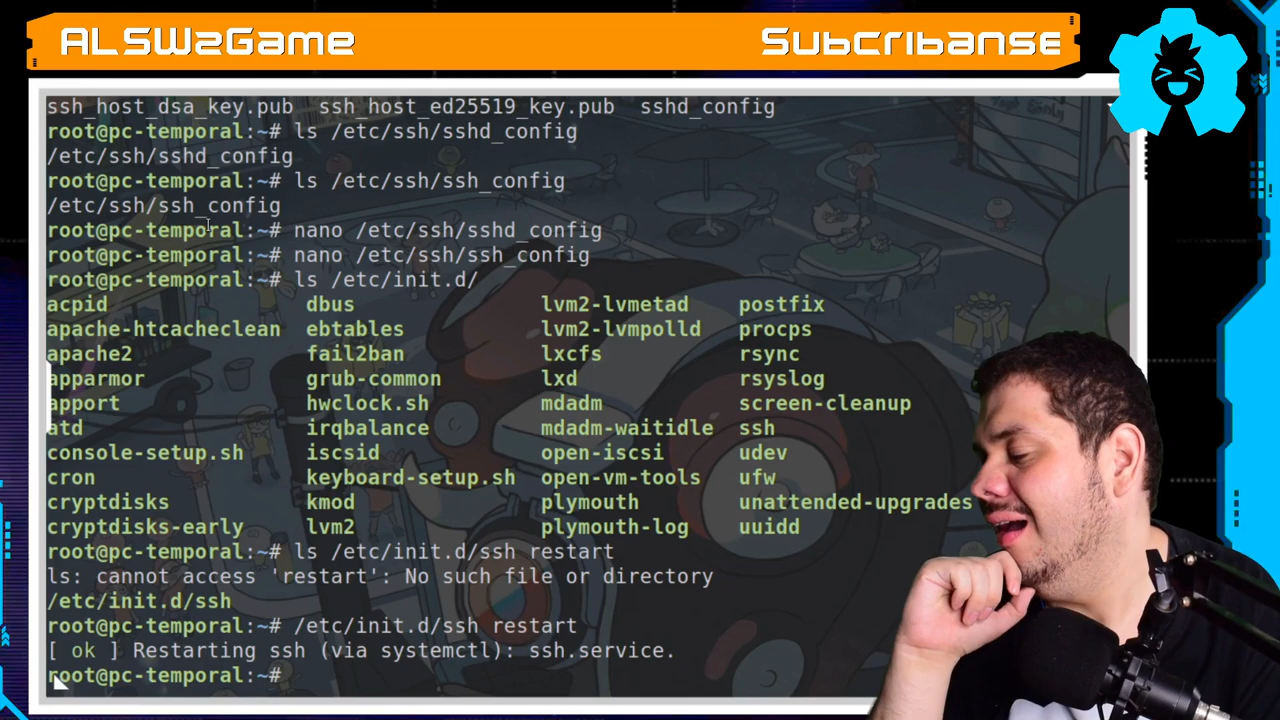 ALSW2Game
Subcribanse
ssh_host_dsa_key.pub ssh_host_ed25519_key.pub sshd_config
root@pc-temporal:~# ls /etc/ssh/sshd_config
/etc/ssh/sshd_config
root@pc-temporal:~# ls /etc/ssh/ssh_config
/etc/ssh/ssh_config
root@pc-temporal:~# nano /etc/ssh/sshd_config
root@pc-temporal:~# nano /etc/ssh/ssh_config
root@pc-temporal:~# ls /etc/init.d/
acpid dbus lvm2-lvmetad postfix
apache-htcacheclean ebtables lvm2-lvmpolld procps
apache2 fail2ban lxcfs rsync
apparmor grub-common lxd rsyslog
apport hwclock.sh mdadm screen-cleanup
atd irqbalance mdadm-waitidle ssh
console-setup.sh iscsid open-iscsi udev
cron keyboard-setup.sh open-vm-tools ufw
cryptdisks kmod plymouth unattended-upgrades
cryptdisks-early lvm2 plymouth-log uuidd
root@pc-temporal:~# ls /etc/init.d/ssh restart
ls: cannot access 'restart': No such file or directory
/etc/init.d/ssh
root@pc-temporal:~# /etc/init.d/ssh restart
[ ok ] Restarting ssh (via systemctl): ssh.service.
root@pc-temporal:~#